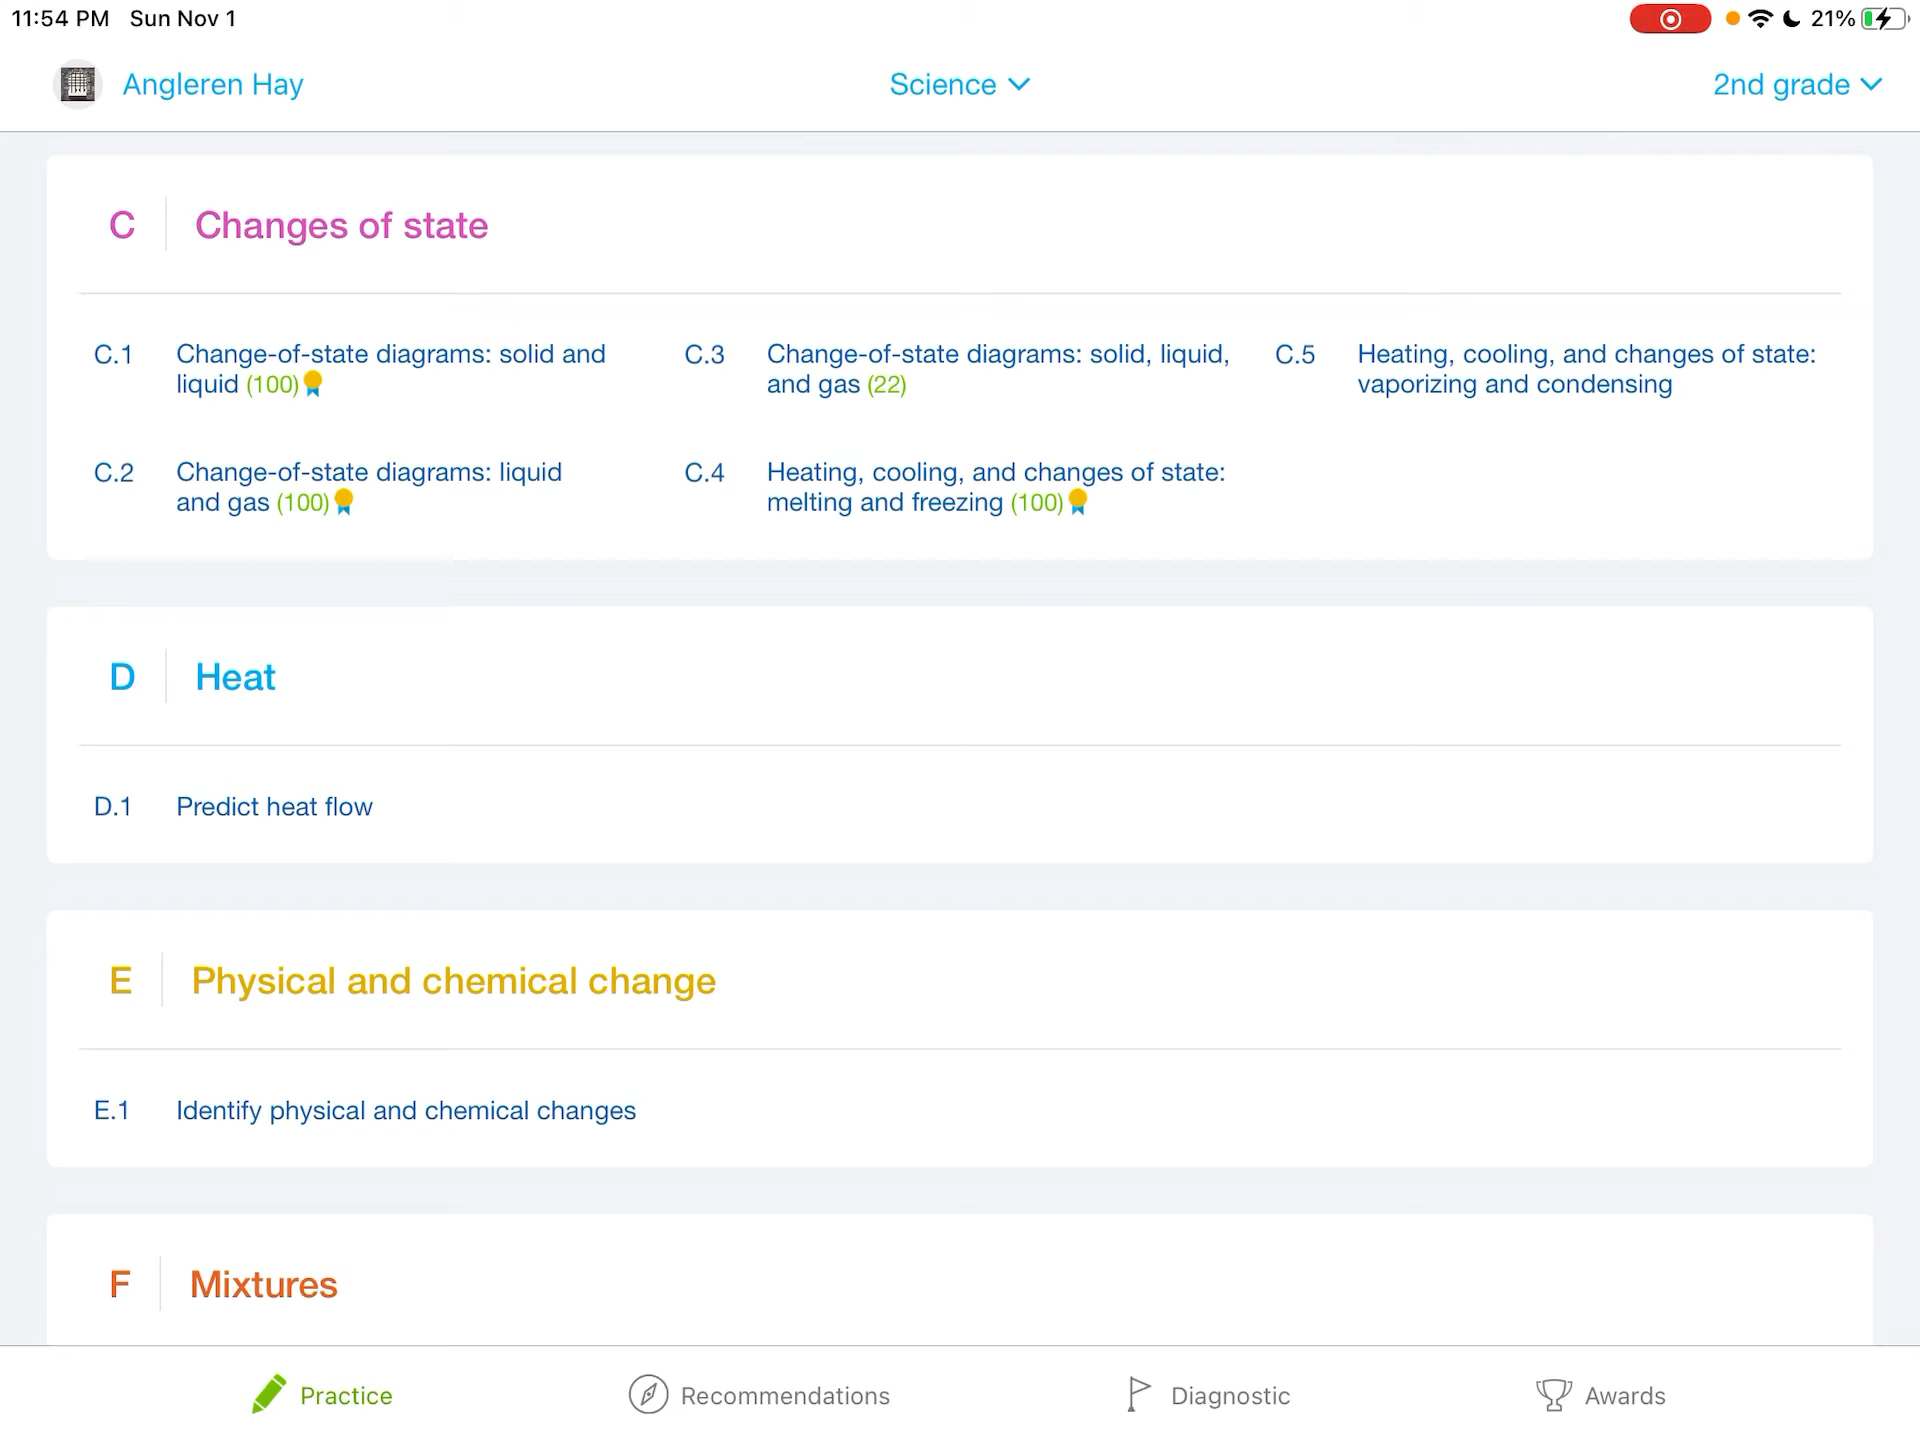 11:54 PM Sun Nov 1
21%
Angleren Hay
Science
2nd grade
C
Changes of state
C.1 Change-of-state diagrams: solid and
liquid (100)
C.2 Change-of-state diagrams: liquid
and gas (100)
C.3 Change-of-state diagrams: solid, liquid,
and gas (22)
C.4 Heating, cooling, and changes of state:
melting and freezing (100)
C.5 Heating, cooling, and changes of state:
vaporizing and condensing
D
Heat
D.1 Predict heat flow
E
Physical and chemical change
E.1 Identify physical and chemical changes
F
Mixtures
Practice
Recommendations
Diagnostic
Awards